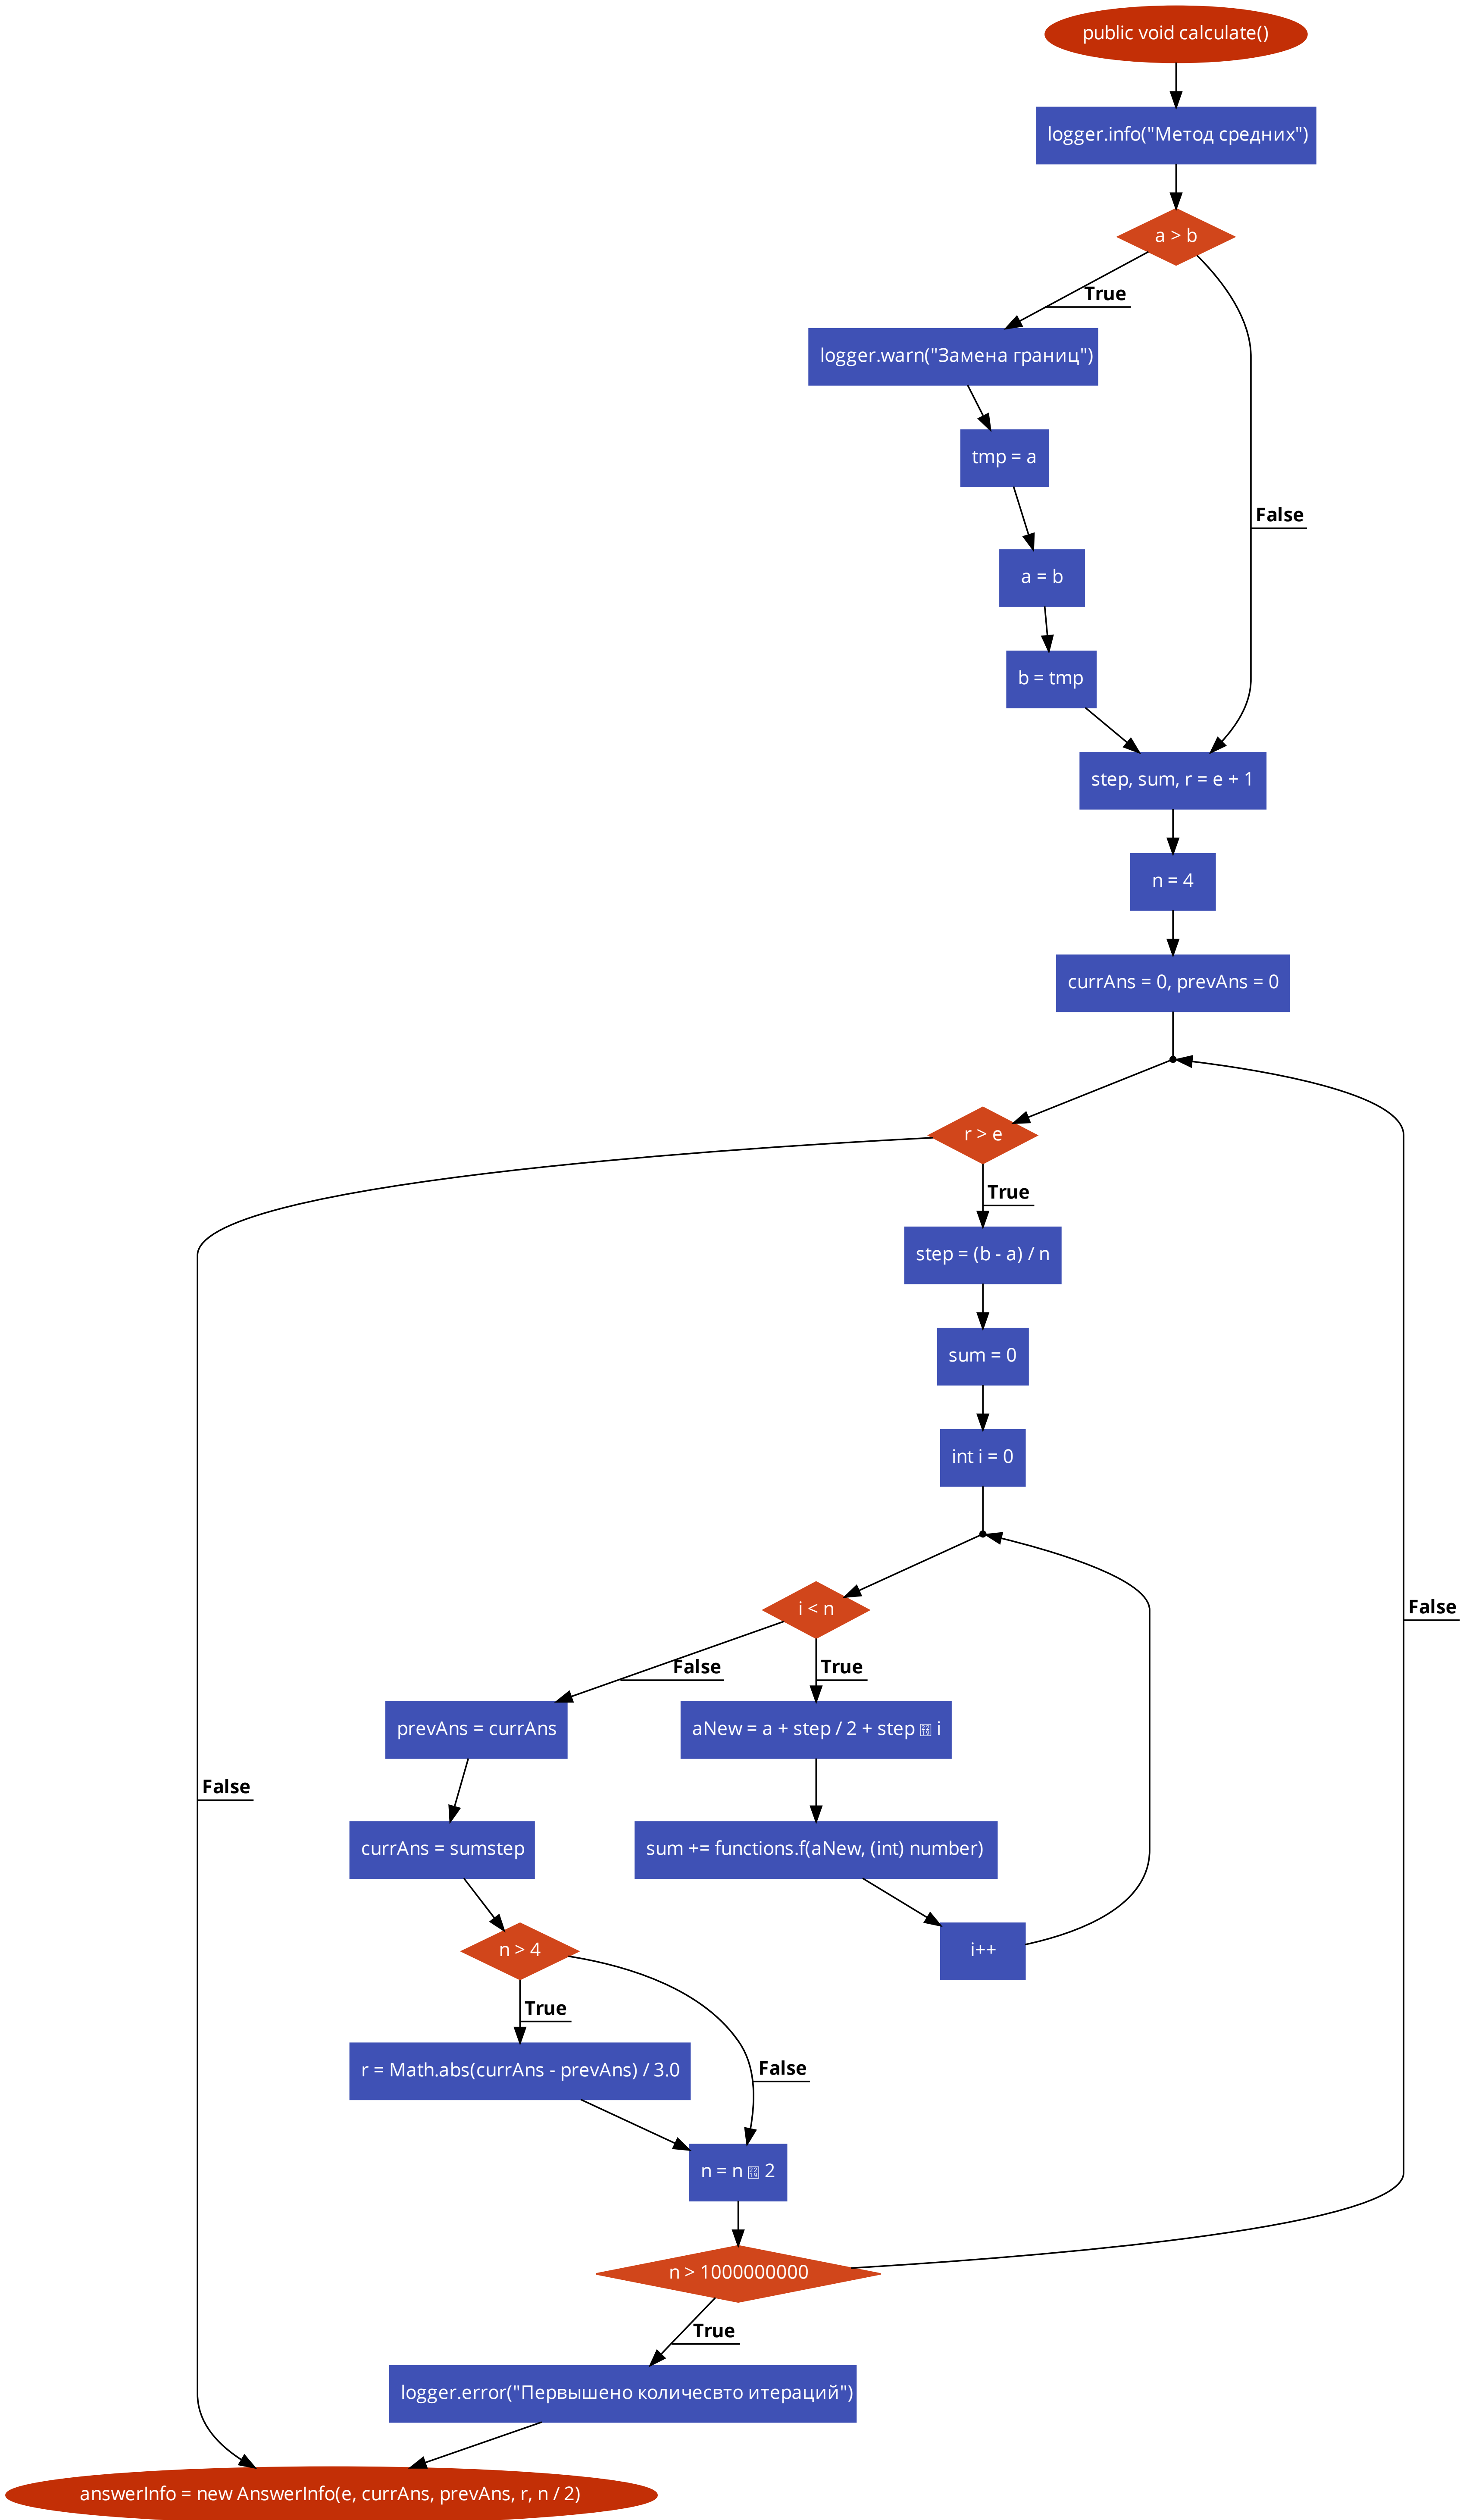 public void calculate()
logger.info("Метод средних")
a > b
True
logger.warn("Замена границ")
tmp = a
False
a = b
b = tmp
step, sum, r = e + 1
n = 4
currAns = 0, prevAns = 0
r > e
True
step = (b - a) / n
sum = 0
int i = 0
i < n
False
False
True
prevAns = currAns
aNew = a + step / 2 + step i
False
currAns = sumstep
sum += functions.f(aNew, (int) number)
i++
n > 4
True
r = Math.abs(currAns - prevAns) / 3.0
False
n = n 2
n > 1000000000
True
logger.error("Первышено количесвто итераций")
answerInfo = new AnswerInfo(e, currAns, prevAns, r, n / 2)